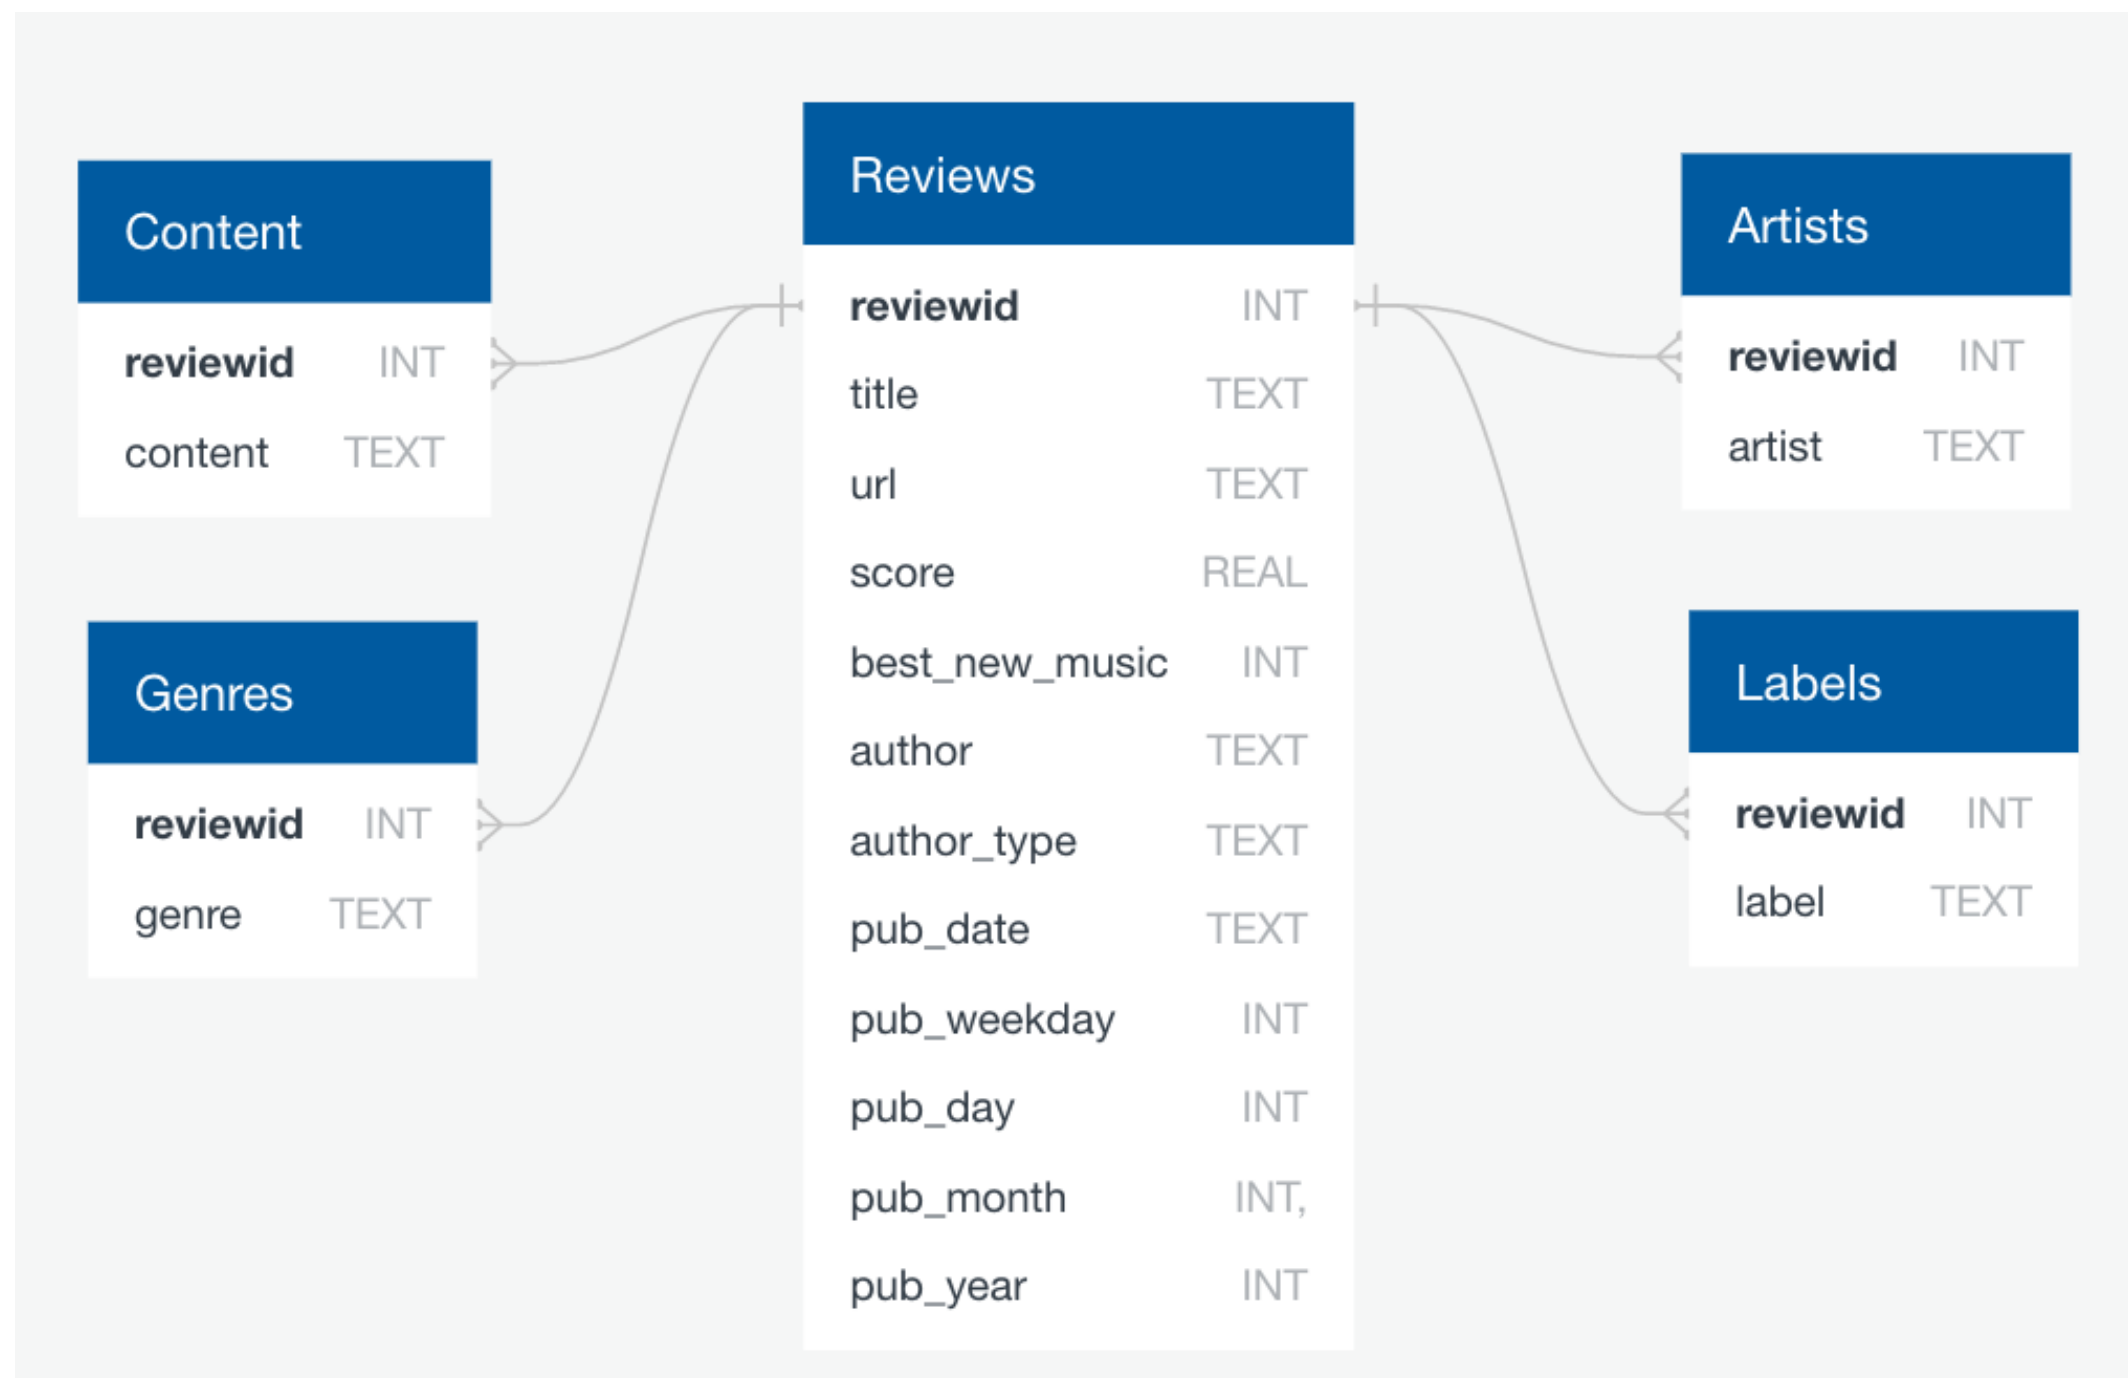 Content
reviewid INT
content TEXT
Genres
reviewid INT
genre TEXT
Reviews
reviewid INT
title TEXT
url TEXT
score REAL
best_new_music INT
author TEXT
author_type TEXT
pub_date TEXT
pub_weekday INT
pub_day INT
pub_month INT,
pub_year INT
Artists
reviewid INT
artist TEXT
Labels
reviewid INT
label TEXT